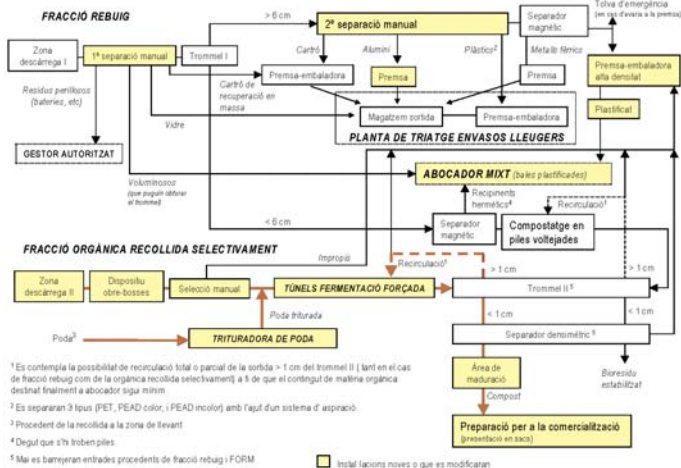 FRACCIÓ REBUIG
> 6 cm
2ª separació manual
Separador
magnètic
Tolva d'emergència
(en cas d'avaria a la premsa)
Zona
descàrrega I
1ª separació manual
Trommel I
Cartró
Alumini
Plàstics²
Metalls fèrrics
Premsa-embaladora
Premsa
Premsa
Premsa-embaladora
alta densitat
Residus perillosos
(bateries, etc)
Cartró de
recuperació en
massa
Vidre
Magatzem sortida
Premsa-embaladora
Plastificat
PLANTA DE TRIATGE ENVASOS LLEUGERS
GESTOR AUTORITZAT
Voluminosos
(que puguin obturar
el trommel)
ABOCADOR MIXT (bales plastificades)
Recipients
hermètics⁴
Recirculació¹
< 6 cm
Separador
magnètic
Compostatge en
piles voltejades
FRACCIÓ ORGÀNICA RECOLLIDA SELECTIVAMENT
Impropis
Recirculació¹
> 1 cm
> 1 cm
Zona
descàrrega II
Dispositiu
obre-bosses
Selecció manual
TÚNELS FERMENTACIÓ FORÇADA
Trommel II ⁵
Poda triturada
< 1 cm
< 1 cm
Poda³
TRITURADORA DE PODA
Separador densimètric ⁵
Àrea de
maduració
Bioresidu
estabilitzat
Compost
Preparació per a la comercialització
(presentació en sacs)
¹ Es contempla la possibilitat de recirculació total o parcial de la sortida > 1 cm del trommel II ( tant en el cas
de fracció rebuig com de la orgànica recollida selectivament) a fi de que el contingut de matèria orgànica
destinat finalment a abocador sigui mínim
² Es separaran 3 tipus (PET, PEAD color, i PEAD incolor) amb l'ajut d'un sistema d' aspiració.
³ Procedent de la recollida a la zona de llevant
⁴ Degut que s'hi troben piles.
⁵ Mai es barrejeran entrades procedents de fracció rebuig i FORM
Instal lacions noves o que es modificaran